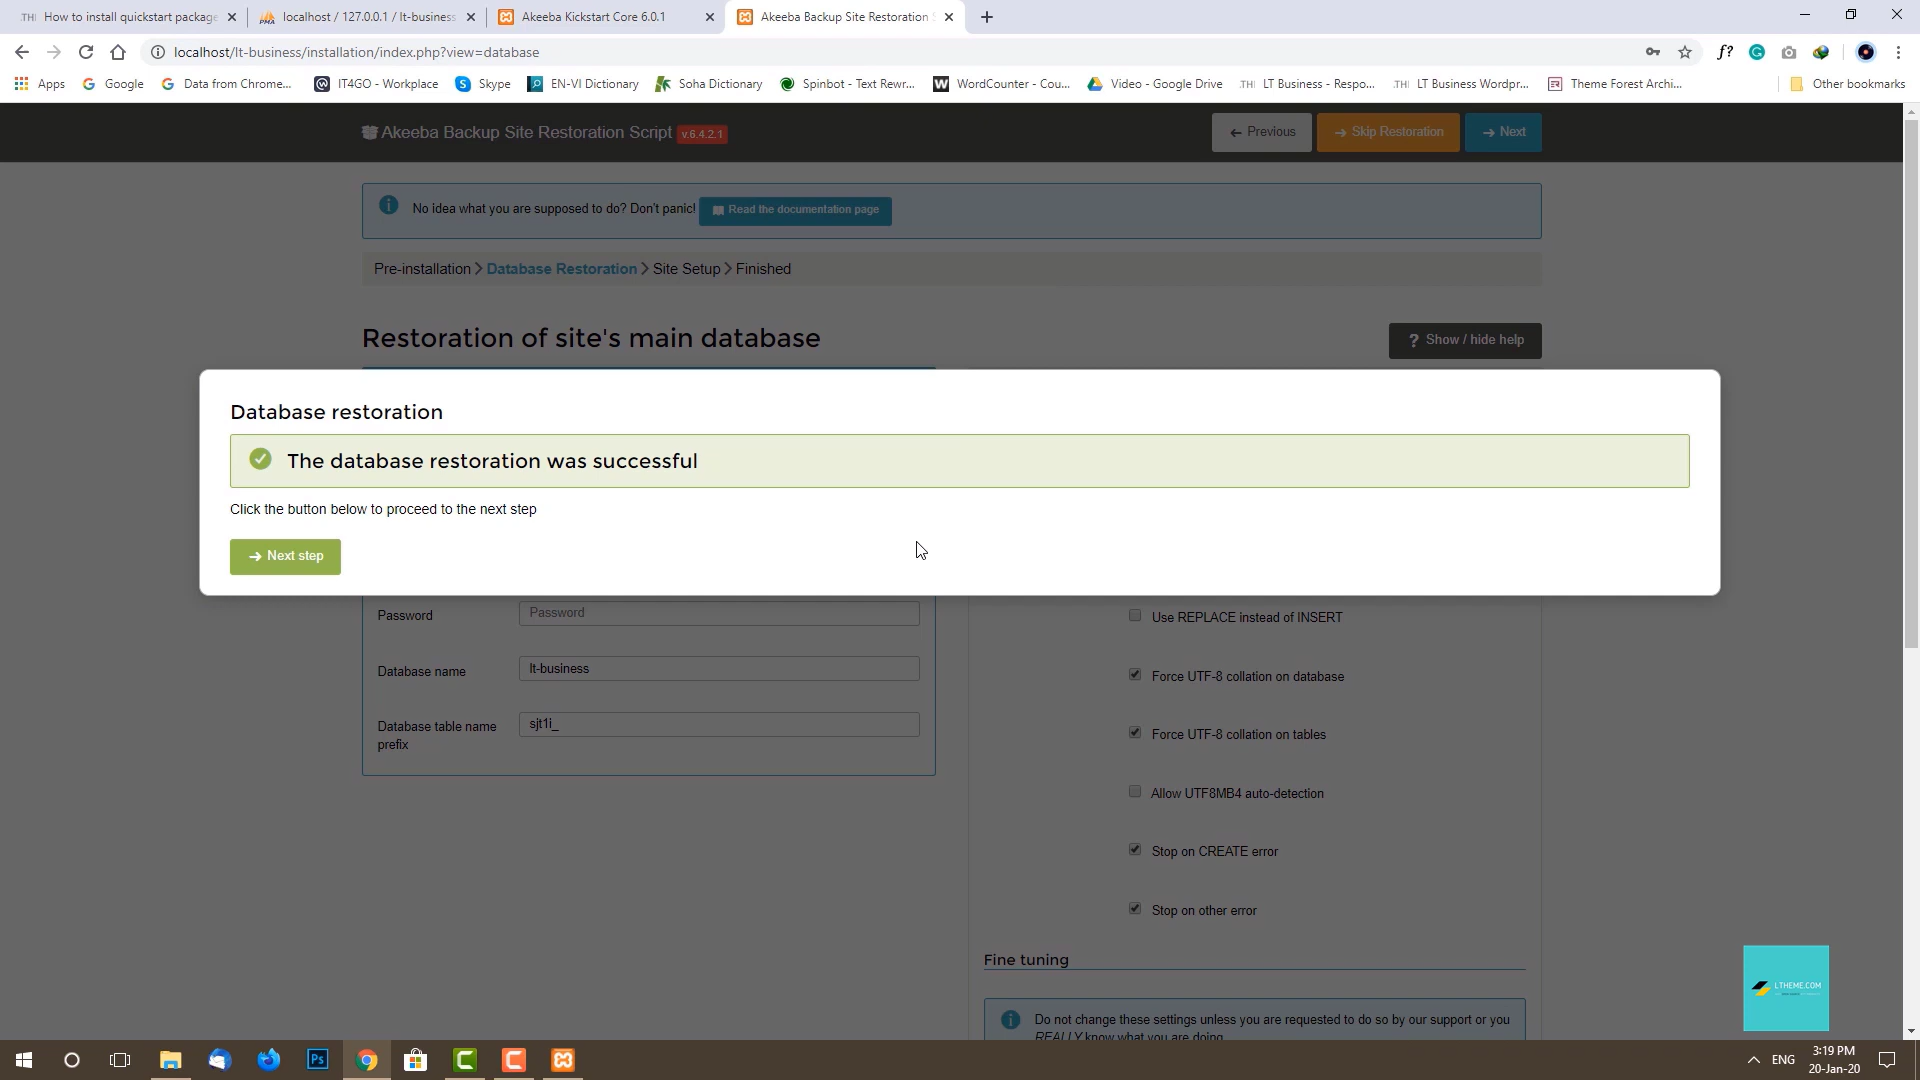 How to install quickstart package
localhost / 127.0.0.1 / lt-business
Akeeba Kickstart Core 6.0.1
Akeeba Backup Site Restoration S
localhost/lt-business/installation/index.php?view=database
Apps
Google
Data from Chrome...
IT4GO - Workplace
Skype
EN-VI Dictionary
Soha Dictionary
Spinbot - Text Rewr...
WordCounter - Cou...
Video - Google Drive
LT Business - Respo...
LT Business Wordpr...
Theme Forest Archi...
Other bookmarks
Akeeba Backup Site Restoration Script v.6.4.2.1
Previous
Skip Restoration
Next
No idea what you are supposed to do? Don't panic! Read the documentation page
Pre-installation > Database Restoration > Site Setup > Finished
Restoration of site's main database
? Show / hide help
Database restoration
The database restoration was successful
Click the button below to proceed to the next step
Next step
Password
Password
Database name
lt-business
Database table name prefix
sjt1i_
Use REPLACE instead of INSERT
Force UTF-8 collation on database
Force UTF-8 collation on tables
Allow UTF8MB4 auto-detection
Stop on CREATE error
Stop on other error
Fine tuning
Do not change these settings unless you are requested to do so by our support or you
REALLY know what you are doing
LTHEME.COM
ENG
3:19 PM
20-Jan-20